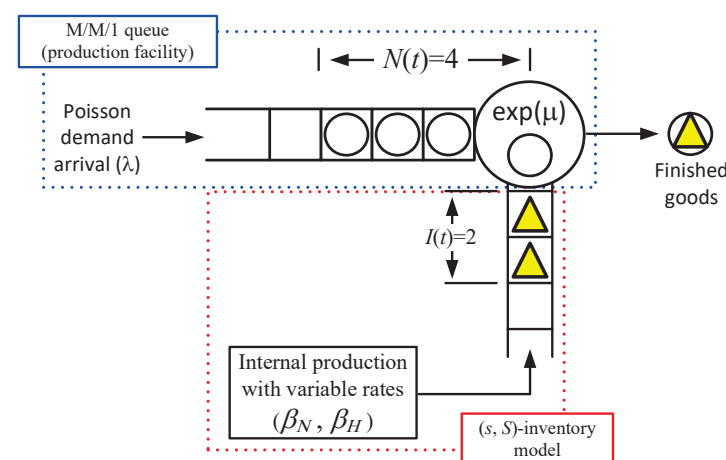 M/M/1 queue
(production facility)
N(t)=4
Poisson
demand
arrival (λ)
exp(μ)
Finished
goods
I(t)=2
Internal production
with variable rates
(β_N , β_H)
(s, S)-inventory
model